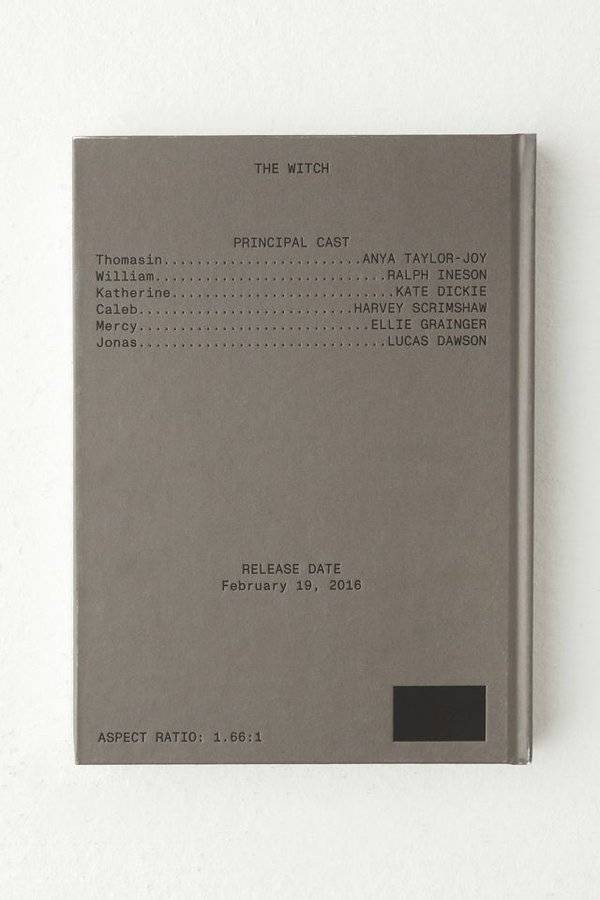 THE WITCH
PRINCIPAL CAST
Thomasin........................ANYA TAYLOR-JOY
William............................RALPH INESON
Katherine...........................KATE DICKIE
Caleb..........................HARVEY SCRIMSHAW
Mercy............................ELLIE GRAINGER
Jonas..............................LUCAS DAWSON
RELEASE DATE
February 19, 2016
ASPECT RATIO: 1.66:1